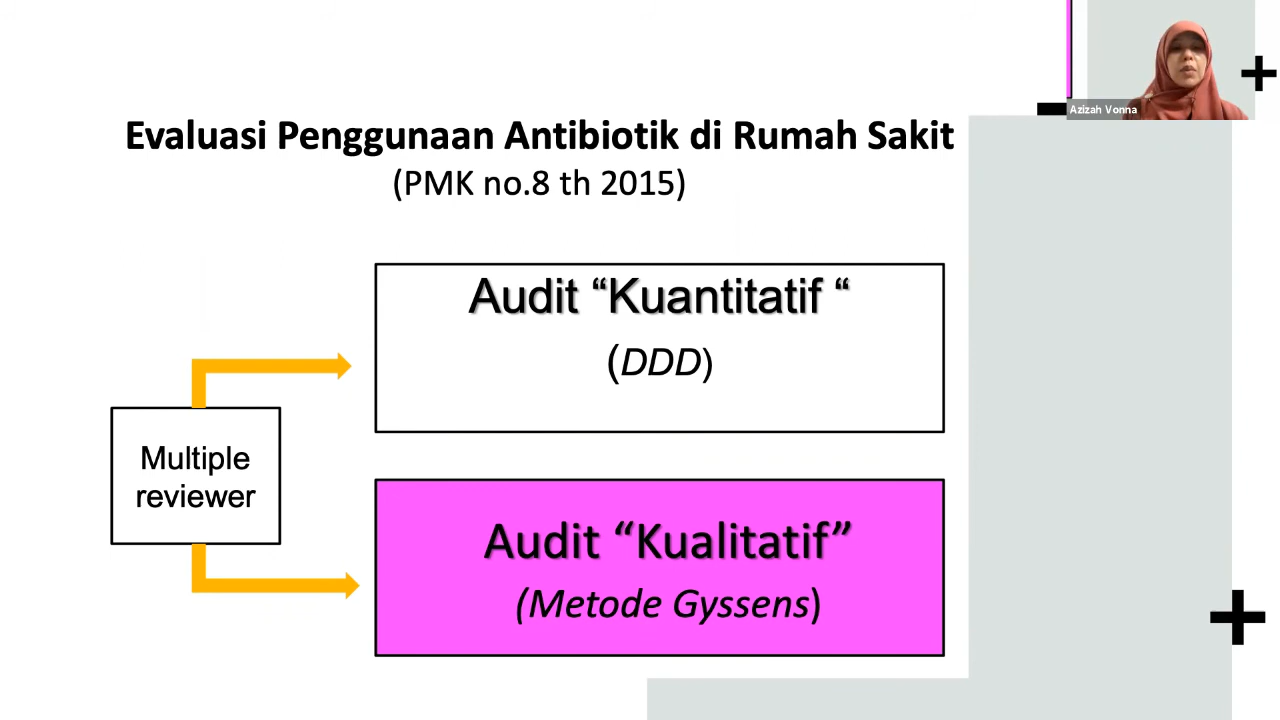 Azizah Vonna
Evaluasi Penggunaan Antibiotik di Rumah Sakit
(PMK no.8 th 2015)
Audit “Kuantitatif “
(DDD)
Multiple
reviewer
Audit “Kualitatif”
(Metode Gyssens)